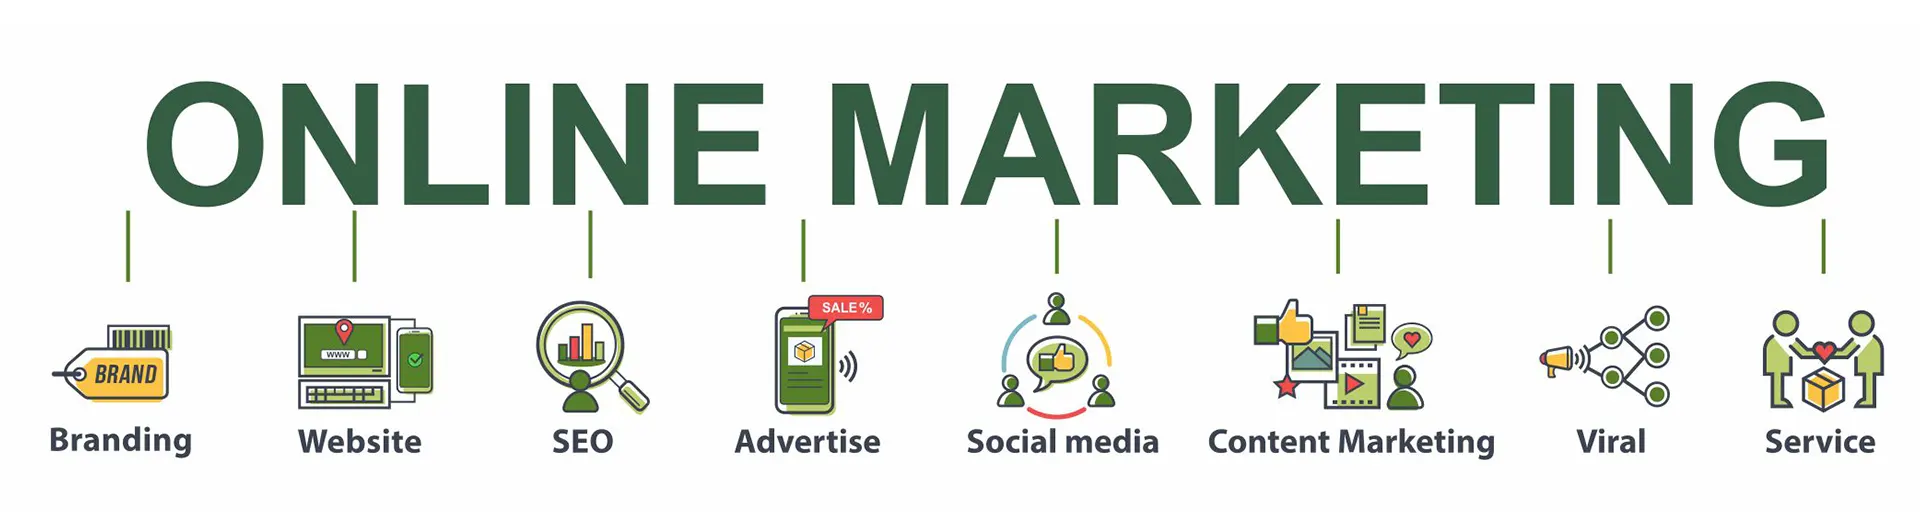 ONLINE MARKETING
SALE%
BRAND
www
Branding
Website
SEO
Advertise
Social media
Content Marketing
Viral
Service